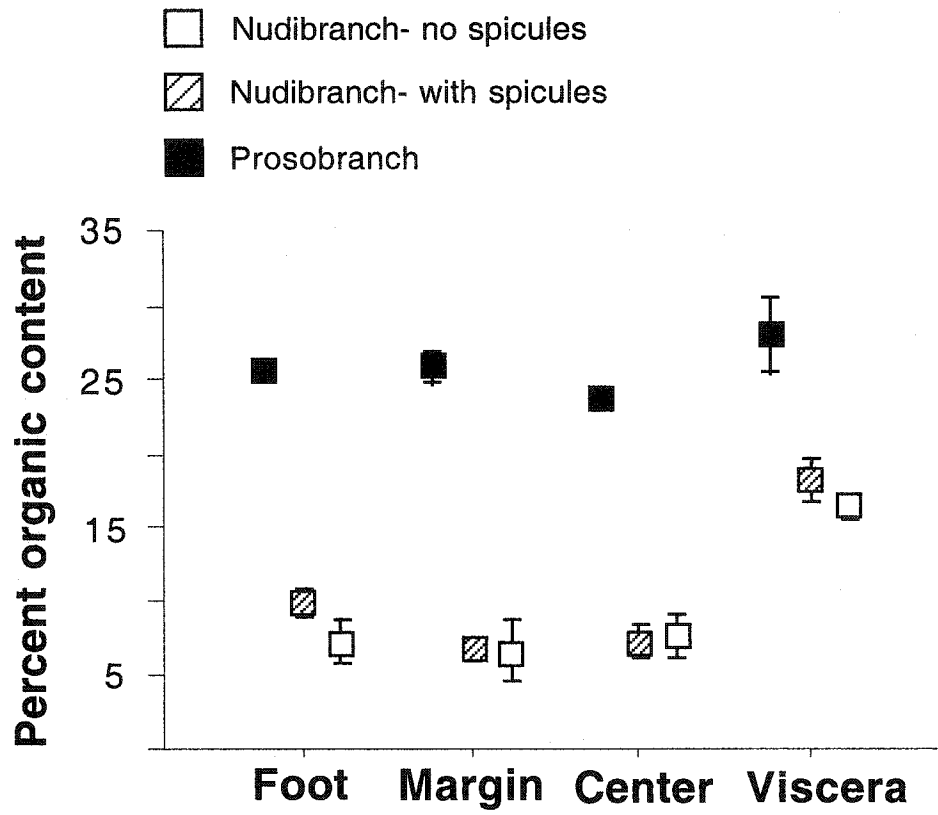 Nudibranch- no spicules
Nudibranch- with spicules
Prosobranch
Percent organic content
35
25
15
5
Foot Margin Center Viscera